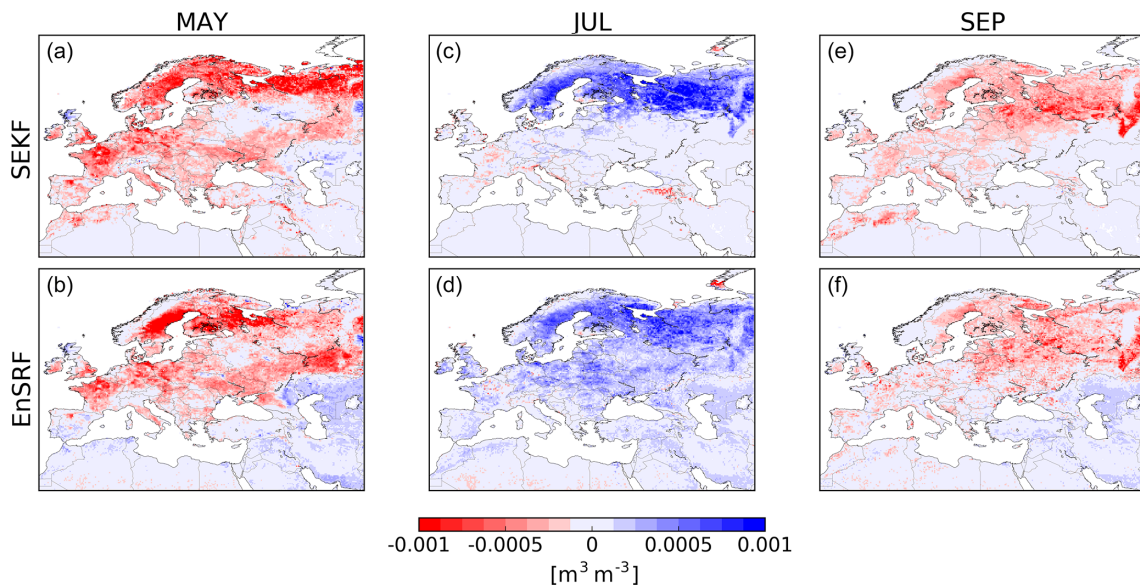 MAY JUL SEP
(a) (c) (e)
SEKF
(b) (d) (f)
EnSRF
-0.001 -0.0005 0 0.0005 0.001
[m³ m⁻³]